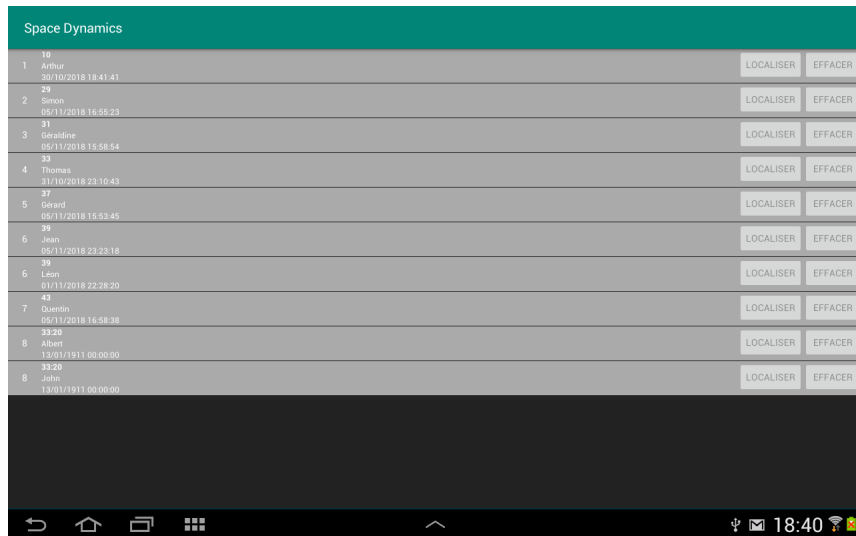 Space Dynamics
10
1 Arthur LOCALISER EFFACER
30/10/2018 18:41:41
29
2 Simon LOCALISER EFFACER
05/11/2018 16:55:23
31
3 Géraldine LOCALISER EFFACER
05/11/2018 15:58:54
33
4 Thomas LOCALISER EFFACER
31/10/2018 23:10:43
37
5 Gérard LOCALISER EFFACER
05/11/2018 15:53:45
39
6 Jean LOCALISER EFFACER
05/11/2018 23:23:18
39
6 Léon LOCALISER EFFACER
01/11/2018 22:28:20
43
7 Quentin LOCALISER EFFACER
05/11/2018 16:58:38
33:20
8 Albert LOCALISER EFFACER
13/01/1911 00:00:00
33:20
8 John LOCALISER EFFACER
13/01/1911 00:00:00
18:40